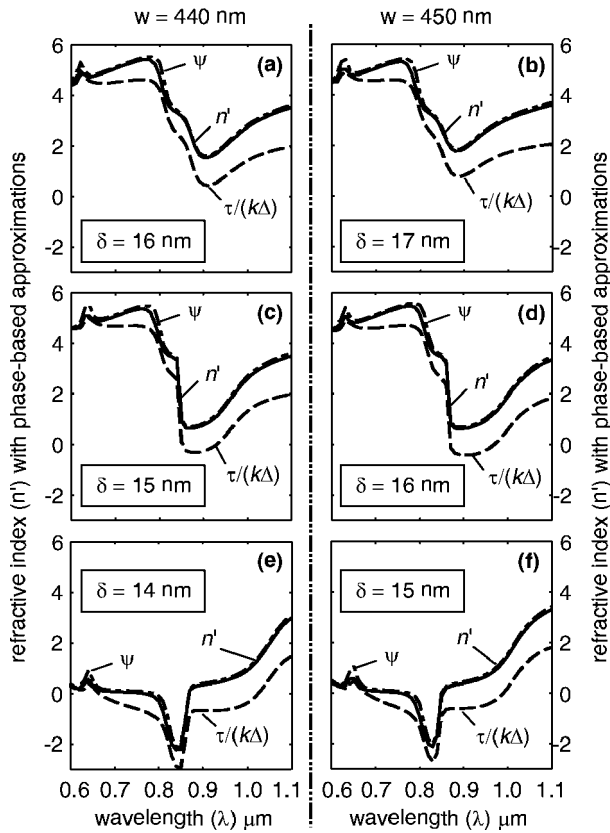 w = 440 nm
w = 450 nm
refractive index (n') with phase-based approximations
6
4
2
0
-2
(a)
ψ
n'
τ/(kΔ)
δ = 16 nm
(b)
ψ
n'
τ/(kΔ)
δ = 17 nm
6
4
2
0
-2
6
4
2
0
-2
(c)
ψ
n'
τ/(kΔ)
δ = 15 nm
(d)
ψ
n'
τ/(kΔ)
δ = 16 nm
6
4
2
0
-2
6
4
2
0
-2
(e)
δ = 14 nm
ψ
n'
τ/(kΔ)
(f)
δ = 15 nm
ψ
n'
τ/(kΔ)
6
4
2
0
-2
refractive index (n') with phase-based approximations
0.6 0.7 0.8 0.9 1.0 1.1
0.6 0.7 0.8 0.9 1.0 1.1
wavelength (λ) μm
wavelength (λ) μm